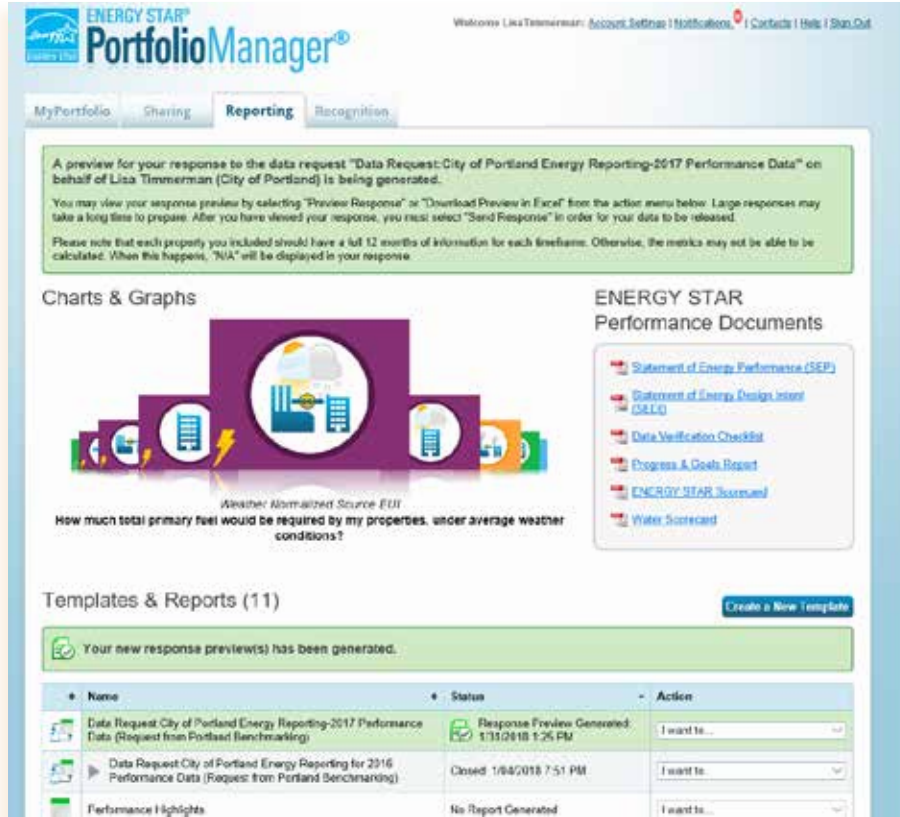 ENERGY STAR®
PortfolioManager®
Welcome LisaTimmerman: Account Settings | Notifications | Contacts | Help | Sign Out
MyPortfolio Sharing Reporting Recognition
A preview for your response to the data request "Data Request:City of Portland Energy Reporting-2017 Performance Data" on
behalf of Lisa Timmerman (City of Portland) is being generated.
You may view your response preview by selecting "Preview Response" or "Download Preview in Excel" from the action menu below. Large responses may
take a long time to prepare. After you have viewed your response, you must select "Send Response" in order for your data to be released.
Please note that each property you included should have a full 12 months of information for each timeframe. Otherwise, the metrics may not be able to be
calculated. When this happens, "N/A" will be displayed in your response.
Charts & Graphs
ENERGY STAR
Performance Documents
Statement of Energy Performance (SEP)
Statement of Energy Design Intent
(SEDI)
Data Verification Checklist
Progress & Goals Report
ENERGY STAR Scorecard
Water Scorecard
Weather Normalized Source EUI
How much total primary fuel would be required by my properties, under average weather
conditions?
Templates & Reports (11)
Create a New Template
Your new response preview(s) has been generated.
Name Status Action
Data Request:City of Portland Energy Reporting-2017 Performance
Data (Request from Portland Benchmarking)
Response Preview Generated:
1/31/2018 1:25 PM
I want to...
Data Request:City of Portland Energy Reporting for 2016
Performance Data (Request from Portland Benchmarking)
Closed: 1/04/2018 7:51 PM
I want to...
Performance Highlights
No Report Generated
I want to...